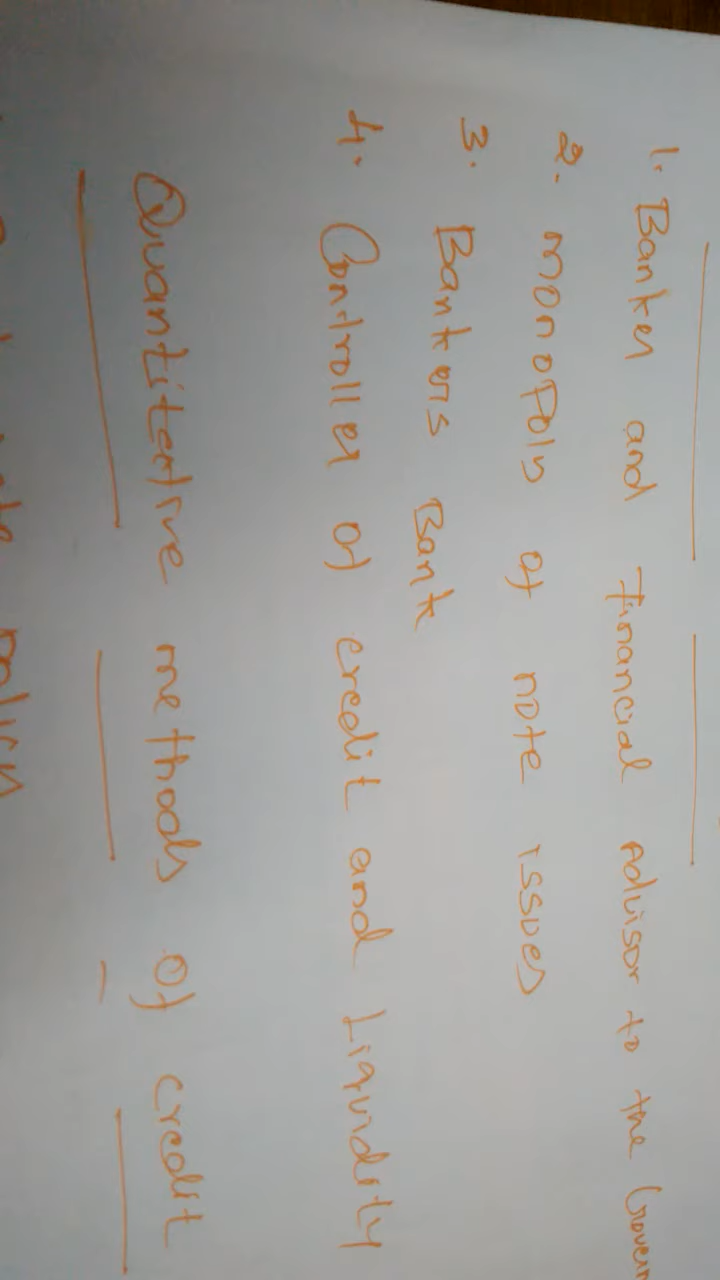 1. Banker and Financial Advisor to the Govern
2. monopoly of note issues
3. Bankers Bank
4. Controller of credit and Liquidity
Quantitative methods of credit
policy